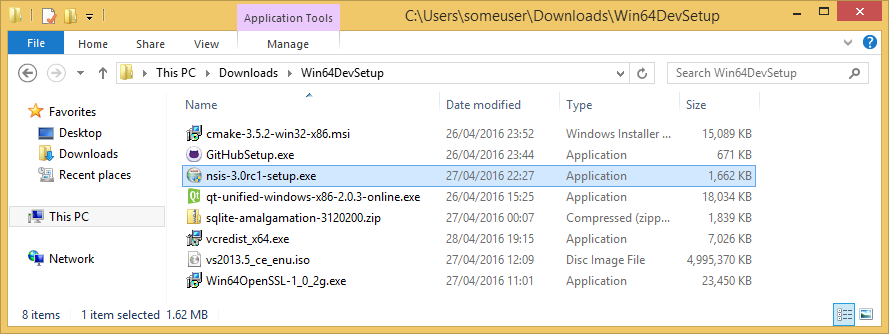 Application Tools C:\Users\someuser\Downloads\Win64DevSetup
File Home Share View Manage
This PC Downloads Win64DevSetup Search Win64DevSetup
Favorites
Desktop
Downloads
Recent places
This PC
Network
Name Date modified Type Size
cmake-3.5.2-win32-x86.msi 26/04/2016 23:52 Windows Installer ... 15,089 KB
GitHubSetup.exe 26/04/2016 23:44 Application 671 KB
nsis-3.0rc1-setup.exe 27/04/2016 22:27 Application 1,662 KB
Qt qt-unified-windows-x86-2.0.3-online.exe 26/04/2016 15:25 Application 18,034 KB
sqlite-amalgamation-3120200.zip 27/04/2016 00:07 Compressed (zipp... 1,839 KB
vcredist_x64.exe 28/04/2016 19:15 Application 7,026 KB
vs2013.5_ce_enu.iso 27/04/2016 12:09 Disc Image File 4,995,370 KB
Win64OpenSSL-1_0_2g.exe 27/04/2016 11:01 Application 23,450 KB
8 items 1 item selected 1.62 MB